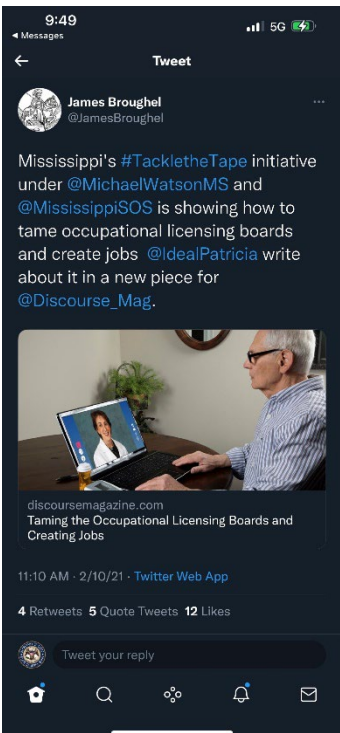 9:49
5G
Messages
Tweet
James Broughel
@JamesBroughel
Mississippi's #TackletheTape initiative
under @MichaelWatsonMS and
@MississippiSOS is showing how to
tame occupational licensing boards
and create jobs @IdealPatricia write
about it in a new piece for
@Discourse_Mag.
discoursemagazine.com
Taming the Occupational Licensing Boards and
Creating Jobs
11:10 AM · 2/10/21 · Twitter Web App
4 Retweets 5 Quote Tweets 12 Likes
Tweet your reply